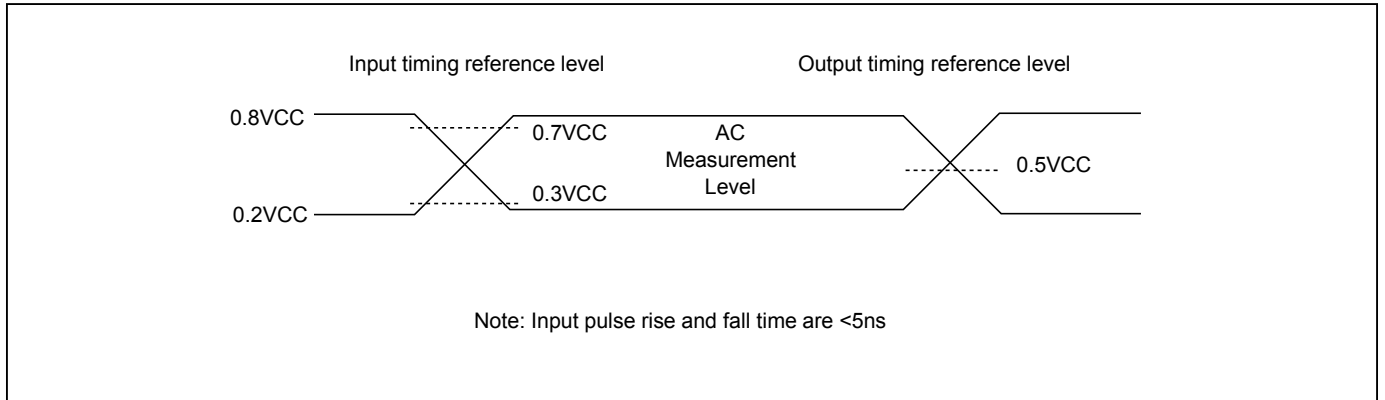 Input timing reference level
Output timing reference level
0.8VCC
0.7VCC
AC
Measurement
Level
0.5VCC
0.3VCC
0.2VCC
Note: Input pulse rise and fall time are <5ns